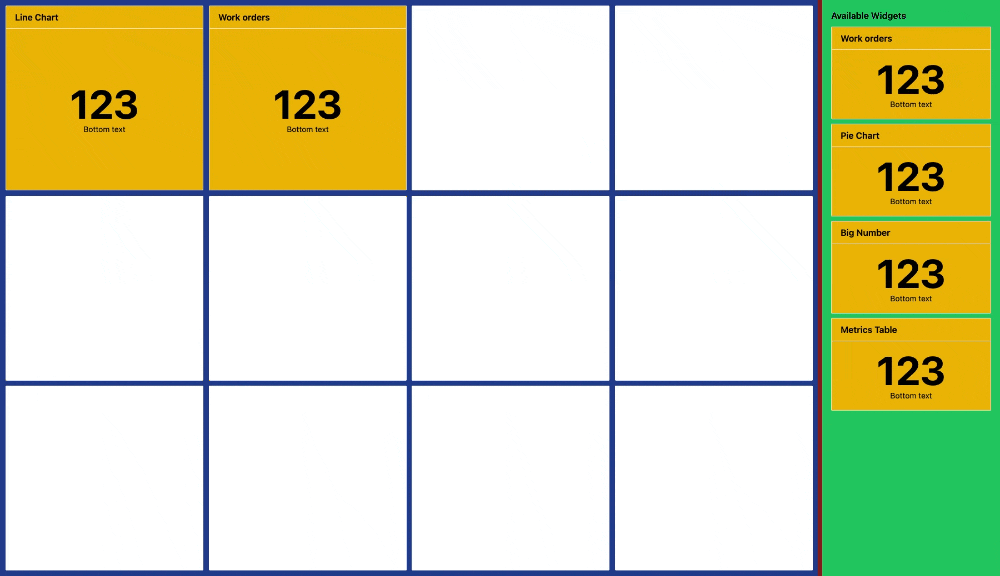 Line Chart
123
Bottom text
Work orders
123
Bottom text
Available Widgets
Work orders
123
Bottom text
Pie Chart
123
Bottom text
Big Number
123
Bottom text
Metrics Table
123
Bottom text